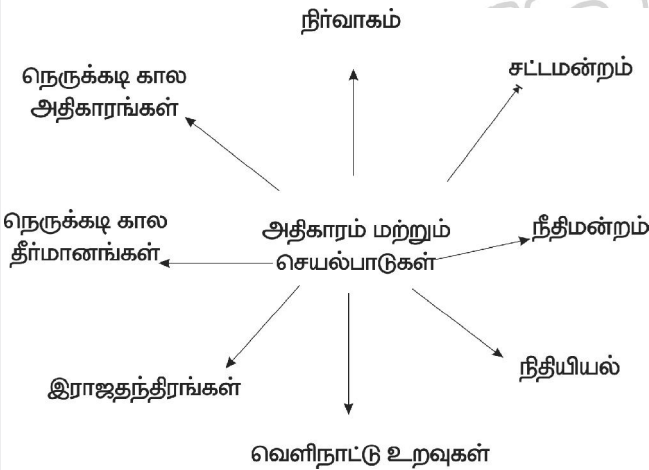 நிர்வாகம்
சட்டமன்றம்
நெருக்கடி கால
அதிகாரங்கள்
நீதிமன்றம்
நெருக்கடி கால
தீர்மானங்கள்
அதிகாரம் மற்றும்
செயல்பாடுகள்
நிதியியல்
இராஜதந்திரங்கள்
வெளிநாட்டு உறவுகள்